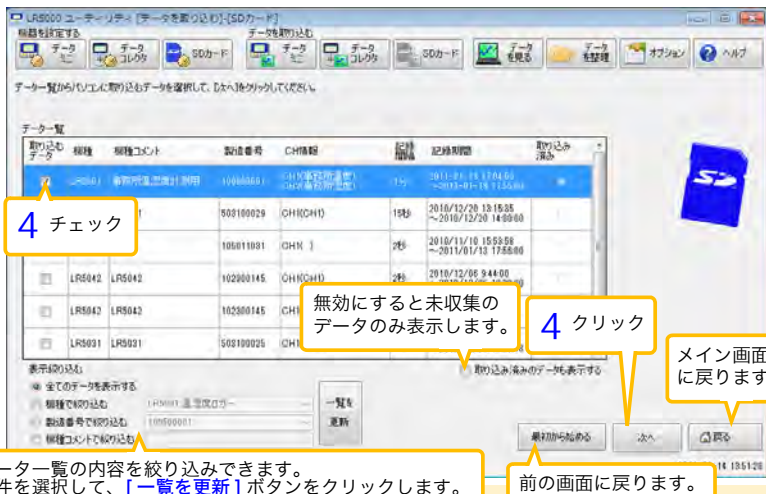 LR5000 ユーティリティ [データを取り込む]-[SDカード]
機器を設定する データを取り込む
データミニ データコレクタ SDカード データミニ データコレクタ SDカード データを見る データを整理 オプション ヘルプ
データ一覧からパソコンに取り込むデータを選択して、[次へ]をクリックしてください。
データ一覧
取り込むデータ 機種 機種コメント 製造番号 CH情報 記録間隔 記録期間 取り込み済み
4 チェック
503100029 CH1(CH1) 15秒 2010/12/20 13:15:35
～2010/12/20 14:00:00
105011031 CH1( ) 2秒 2010/11/10 15:53:58
～2011/01/13 17:56:00
LR5042 LR5042 102900145 CH1(CH1) 2秒 2010/12/06 9:44:00
LR5042 LR5042 102300145
LR5031 LR5031 503100025
無効にすると未収集の
データのみ表示します。
4 クリック
メイン画面
に戻ります
取り込み済みのデータも表示する
表示絞り込み
全てのデータを表示する
機種で絞り込む
製造番号で絞り込む
機種コメントで絞り込む
一覧を
更新
最初から始める 次へ 戻る
ータ一覧の内容を絞り込みできます。
件を選択して、[一覧を更新] ボタンをクリックします。
前の画面に戻ります。
14 13:51:28